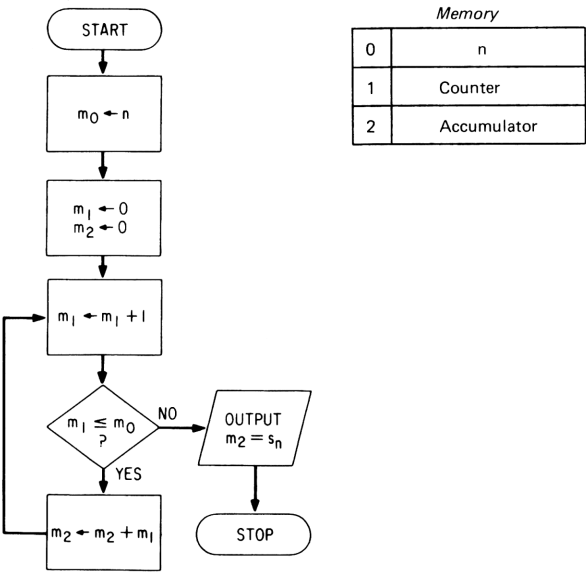 START
m₀ ← n
m₁ ← 0
m₂ ← 0
m₁ ← m₁ + 1
m₁ ≤ m₀
?
NO
YES
OUTPUT
m₂ = sₙ
STOP
m₂ ← m₂ + m₁
Memory
0 n
1 Counter
2 Accumulator